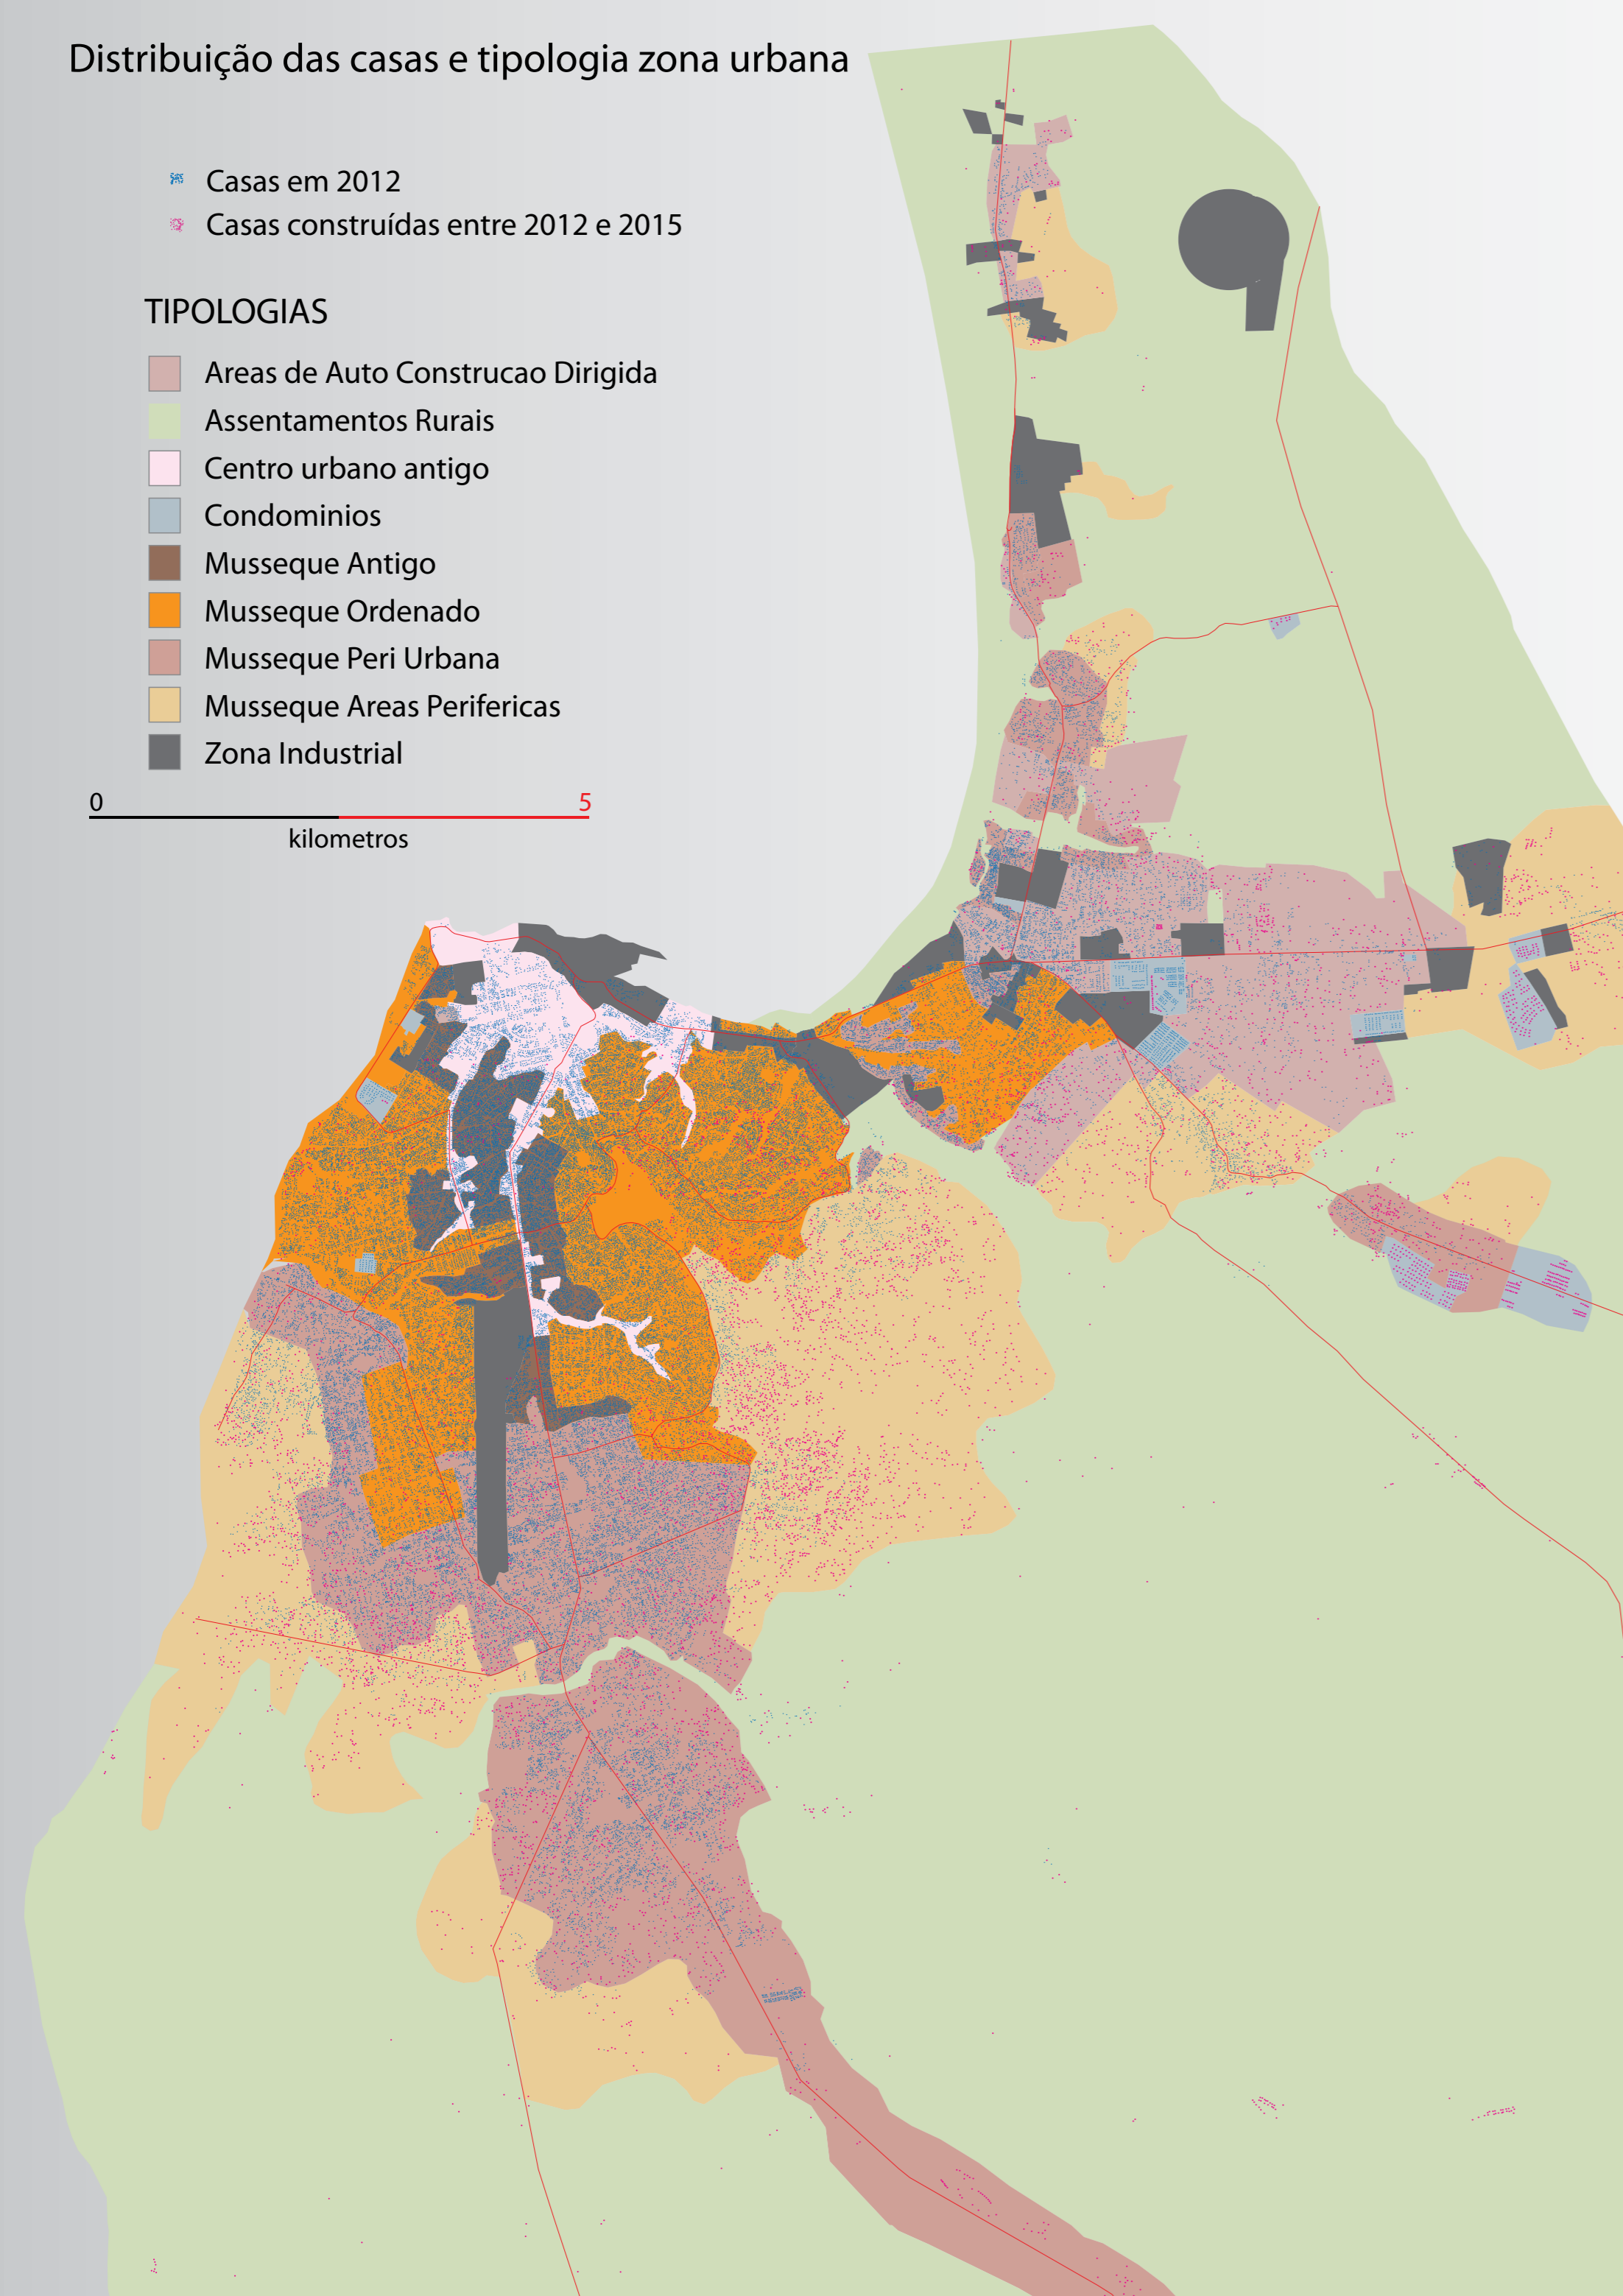 Distribuição das casas e tipologia zona urbana
Casas em 2012
Casas construídas entre 2012 e 2015
TIPOLOGIAS
Areas de Auto Construcao Dirigida
Assentamentos Rurais
Centro urbano antigo
Condominios
Musseque Antigo
Musseque Ordenado
Musseque Peri Urbana
Musseque Areas Perifericas
Zona Industrial
0 5
kilometros